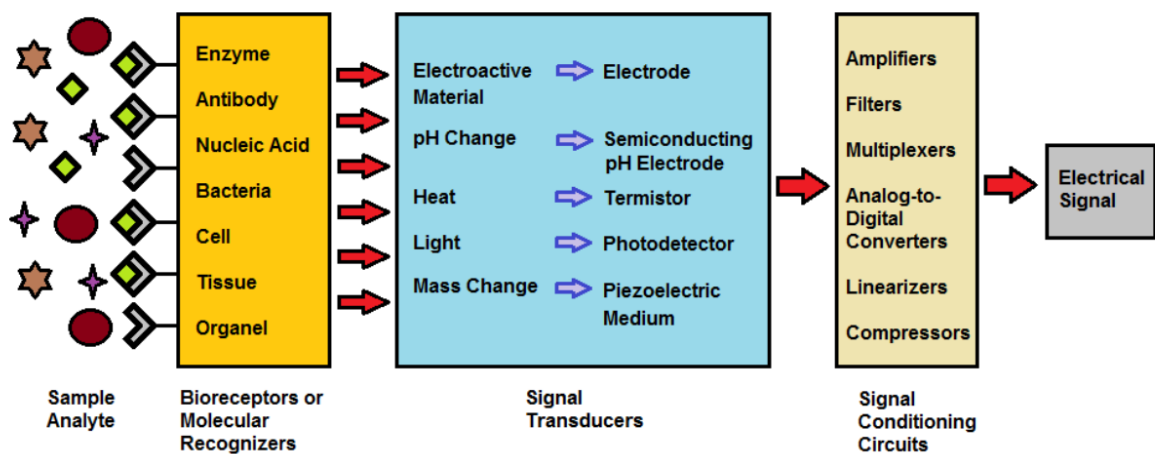 Enzyme
Antibody
Nucleic Acid
Bacteria
Cell
Tissue
Organel
Electroactive
Material
Electrode
pH Change
Semiconducting
pH Electrode
Heat
Termistor
Light
Photodetector
Mass Change
Piezoelectric
Medium
Amplifiers
Filters
Multiplexers
Analog-to-
Digital
Converters
Linearizers
Compressors
Electrical
Signal
Sample
Analyte
Bioreceptors or
Molecular
Recognizers
Signal
Transducers
Signal
Conditioning
Circuits